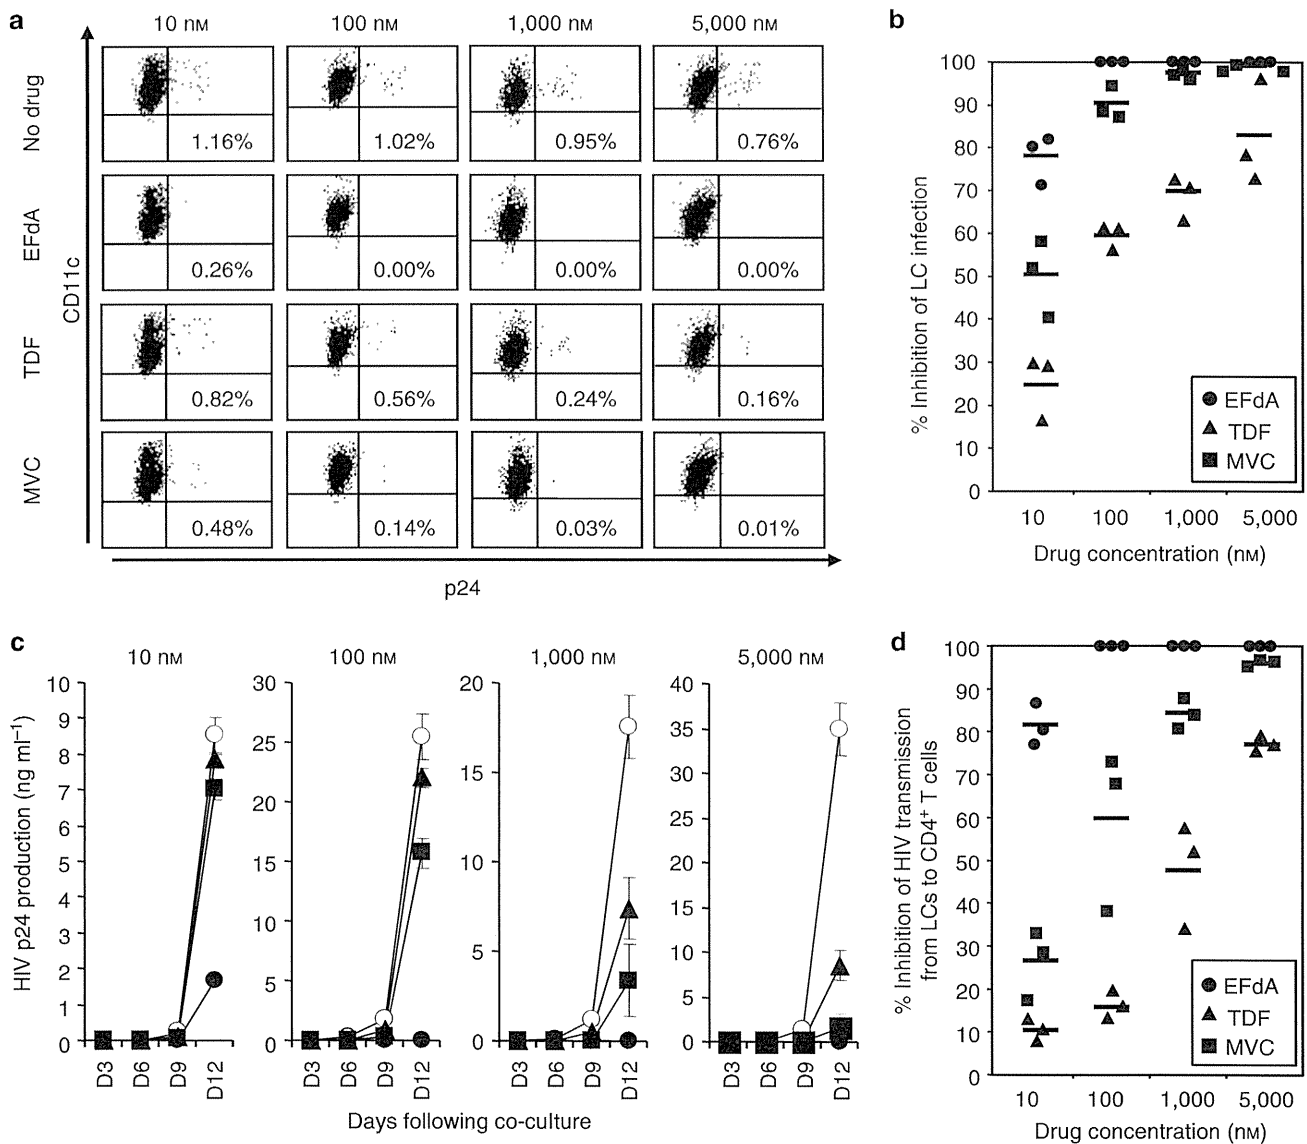 a
10 nM
100 nM
1,000 nM
5,000 nM
No drug
1.16%
1.02%
0.95%
0.76%
EFdA
0.26%
0.00%
0.00%
0.00%
TDF
0.82%
0.56%
0.24%
0.16%
MVC
0.48%
0.14%
0.03%
0.01%
CD11c
p24
b
% Inhibition of LC infection
100
90
80
70
60
50
40
30
20
10
0
EFdA
TDF
MVC
10
100
1,000
5,000
Drug concentration (nM)
c
10 nM
100 nM
1,000 nM
5,000 nM
HIV p24 production (ng ml⁻¹)
10
9
8
7
6
5
4
3
2
1
0
30
25
20
15
10
5
0
20
15
10
5
0
40
35
30
25
20
15
10
5
0
D3
D6
D9
D12
D3
D6
D9
D12
D3
D6
D9
D12
D3
D6
D9
D12
Days following co-culture
d
% Inhibition of HIV transmission
from LCs to CD4⁺ T cells
100
90
80
70
60
50
40
30
20
10
0
EFdA
TDF
MVC
10
100
1,000
5,000
Drug concentration (nM)